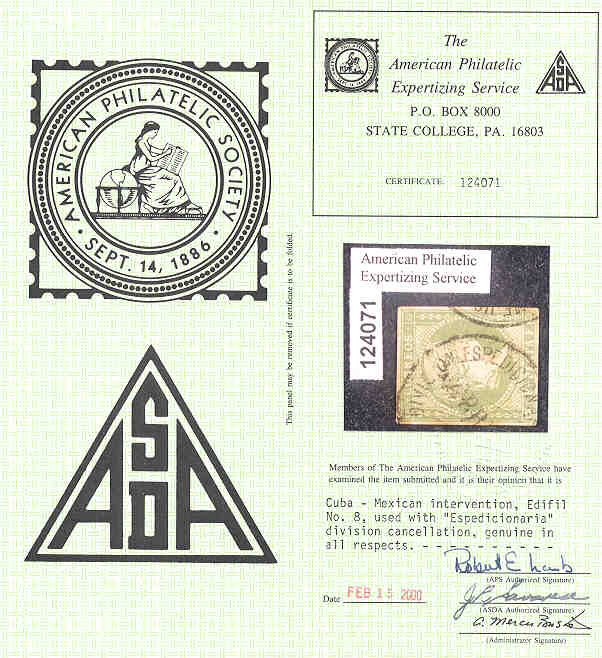 AMERICAN PHILATELIC SOCIETY
• SEPT. 14, 1886 •
ASDA
This panel may be removed if certificate is to be folded.
The
American Philatelic
Expertizing Service
P.O. BOX 8000
STATE COLLEGE, PA. 16803
CERTIFICATE. 124071
ASDA
American Philatelic
Expertizing Service
124071
Members of The American Philatelic Expertizing Service have
examined the item submitted and it is their opinion that it is
Cuba - Mexican intervention, Edifil
No. 8, used with "Espedicionaria"
division cancellation, genuine in
all respects. - - - - - - - - - - -
Robert E. Lamb
(APS Authorized Signature)
Date FEB 15 2000
(ASDA Authorized Signature)
(Administrator Signature)